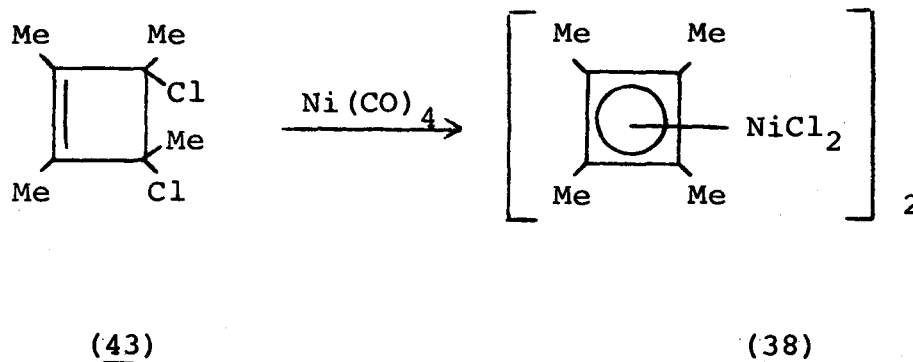 Me Me Me Me
Cl
Ni(CO)4
Me NiCl2
Me Cl Me Me
2
(43) (38)